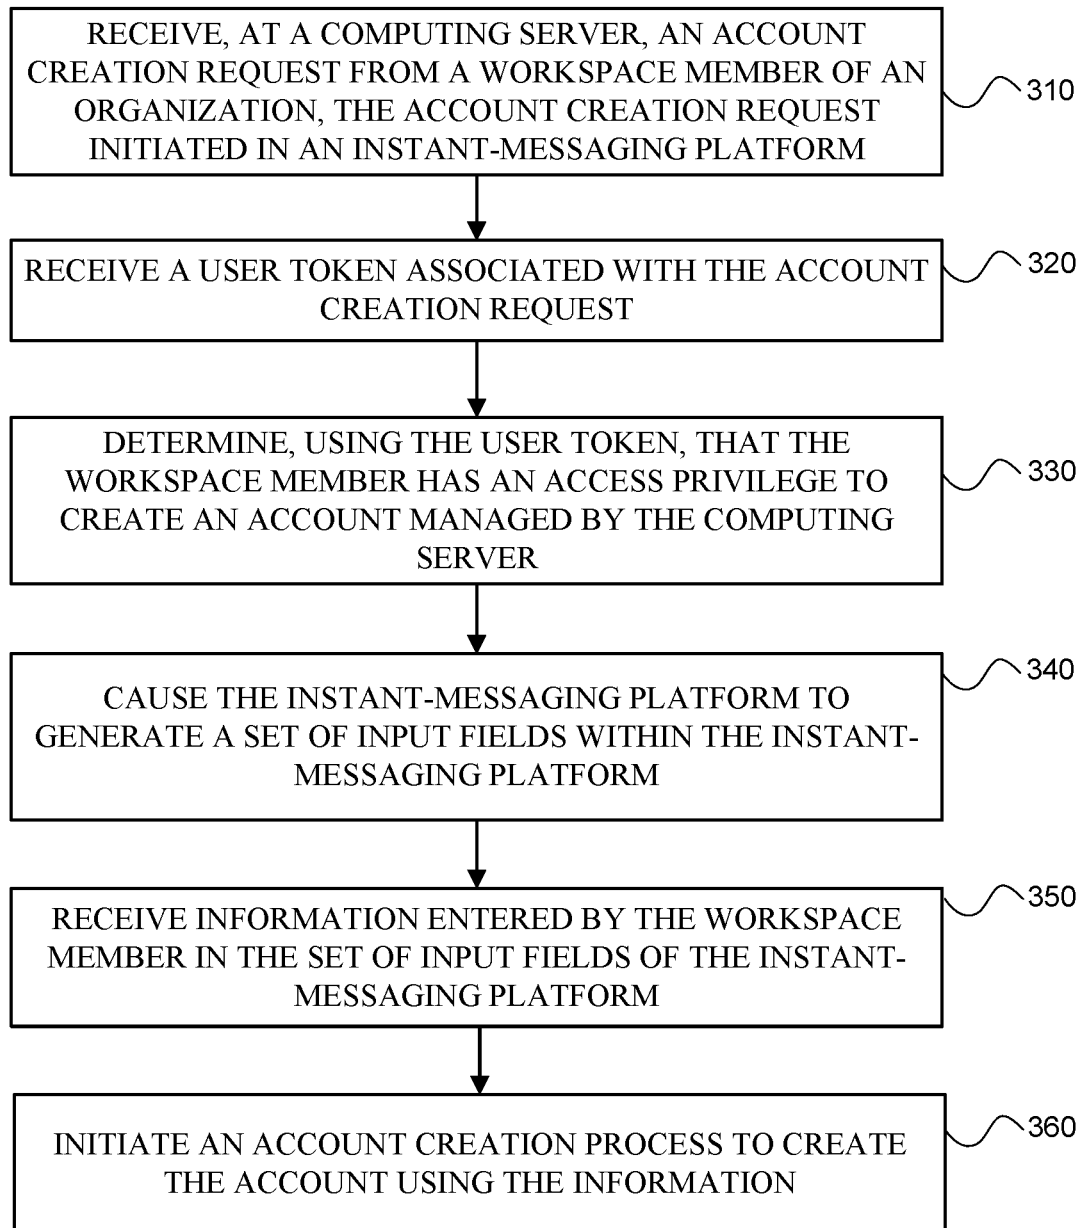 RECEIVE, AT A COMPUTING SERVER, AN ACCOUNT
CREATION REQUEST FROM A WORKSPACE MEMBER OF AN
ORGANIZATION, THE ACCOUNT CREATION REQUEST
INITIATED IN AN INSTANT-MESSAGING PLATFORM
310
RECEIVE A USER TOKEN ASSOCIATED WITH THE ACCOUNT
CREATION REQUEST
320
DETERMINE, USING THE USER TOKEN, THAT THE
WORKSPACE MEMBER HAS AN ACCESS PRIVILEGE TO
CREATE AN ACCOUNT MANAGED BY THE COMPUTING
SERVER
330
CAUSE THE INSTANT-MESSAGING PLATFORM TO
GENERATE A SET OF INPUT FIELDS WITHIN THE INSTANT-
MESSAGING PLATFORM
340
RECEIVE INFORMATION ENTERED BY THE WORKSPACE
MEMBER IN THE SET OF INPUT FIELDS OF THE INSTANT-
MESSAGING PLATFORM
350
INITIATE AN ACCOUNT CREATION PROCESS TO CREATE
THE ACCOUNT USING THE INFORMATION
360